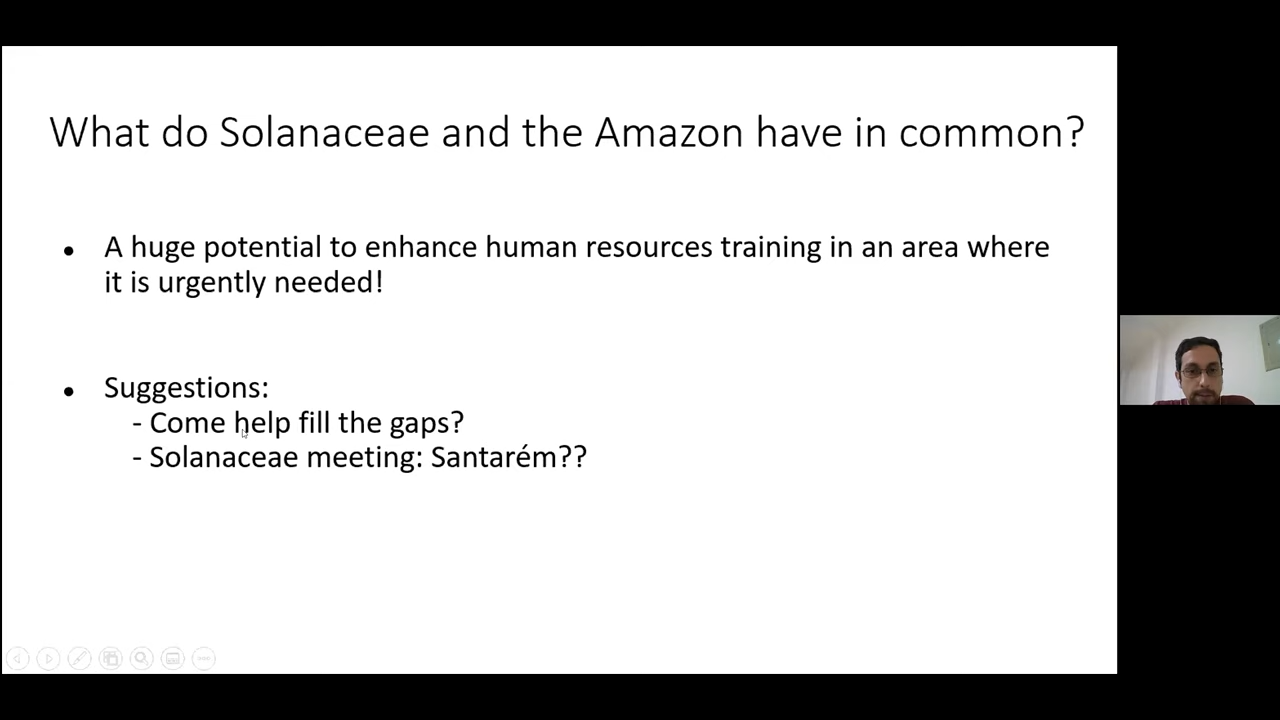 What do Solanaceae and the Amazon have in common?
● A huge potential to enhance human resources training in an area where
it is urgently needed!
● Suggestions:
- Come help fill the gaps?
- Solanaceae meeting: Santarém??